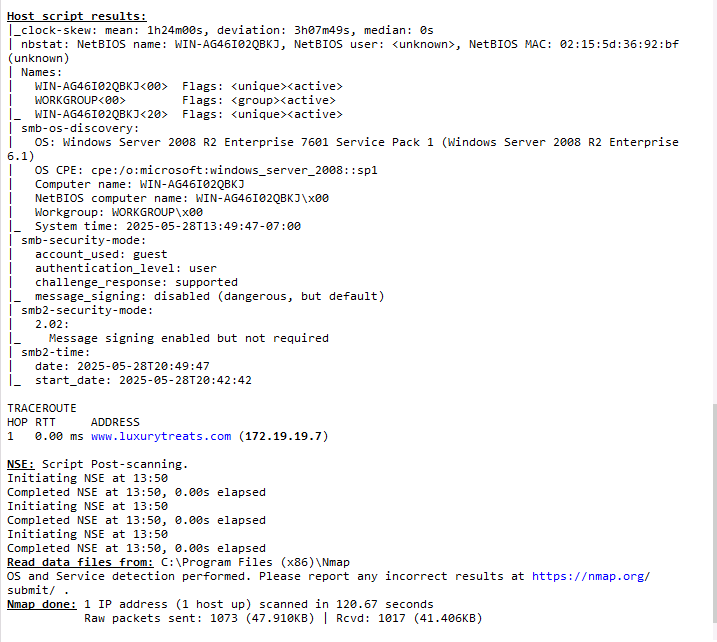 Host script results:
|_clock-skew: mean: 1h24m00s, deviation: 3h07m49s, median: 0s
| nbstat: NetBIOS name: WIN-AG46I02QBKJ, NetBIOS user: <unknown>, NetBIOS MAC: 02:15:5d:36:92:bf
(unknown)
| Names:
|   WIN-AG46I02QBKJ<00>  Flags: <unique><active>
|   WORKGROUP<00>        Flags: <group><active>
|_  WIN-AG46I02QBKJ<20>  Flags: <unique><active>
| smb-os-discovery:
|   OS: Windows Server 2008 R2 Enterprise 7601 Service Pack 1 (Windows Server 2008 R2 Enterprise
6.1)
|   OS CPE: cpe:/o:microsoft:windows_server_2008::sp1
|   Computer name: WIN-AG46I02QBKJ
|   NetBIOS computer name: WIN-AG46I02QBKJ\x00
|   Workgroup: WORKGROUP\x00
|_  System time: 2025-05-28T13:49:47-07:00
| smb-security-mode:
|   account_used: guest
|   authentication_level: user
|   challenge_response: supported
|_  message_signing: disabled (dangerous, but default)
| smb2-security-mode:
|   2.02:
|_    Message signing enabled but not required
| smb2-time:
|   date: 2025-05-28T20:49:47
|_  start_date: 2025-05-28T20:42:42
TRACEROUTE
HOP RTT     ADDRESS
1   0.00 ms www.luxurytreats.com (172.19.19.7)
NSE: Script Post-scanning.
Initiating NSE at 13:50
Completed NSE at 13:50, 0.00s elapsed
Initiating NSE at 13:50
Completed NSE at 13:50, 0.00s elapsed
Initiating NSE at 13:50
Completed NSE at 13:50, 0.00s elapsed
Read data files from: C:\Program Files (x86)\Nmap
OS and Service detection performed. Please report any incorrect results at https://nmap.org/
submit/ .
Nmap done: 1 IP address (1 host up) scanned in 120.67 seconds
Raw packets sent: 1073 (47.910KB) | Rcvd: 1017 (41.406KB)